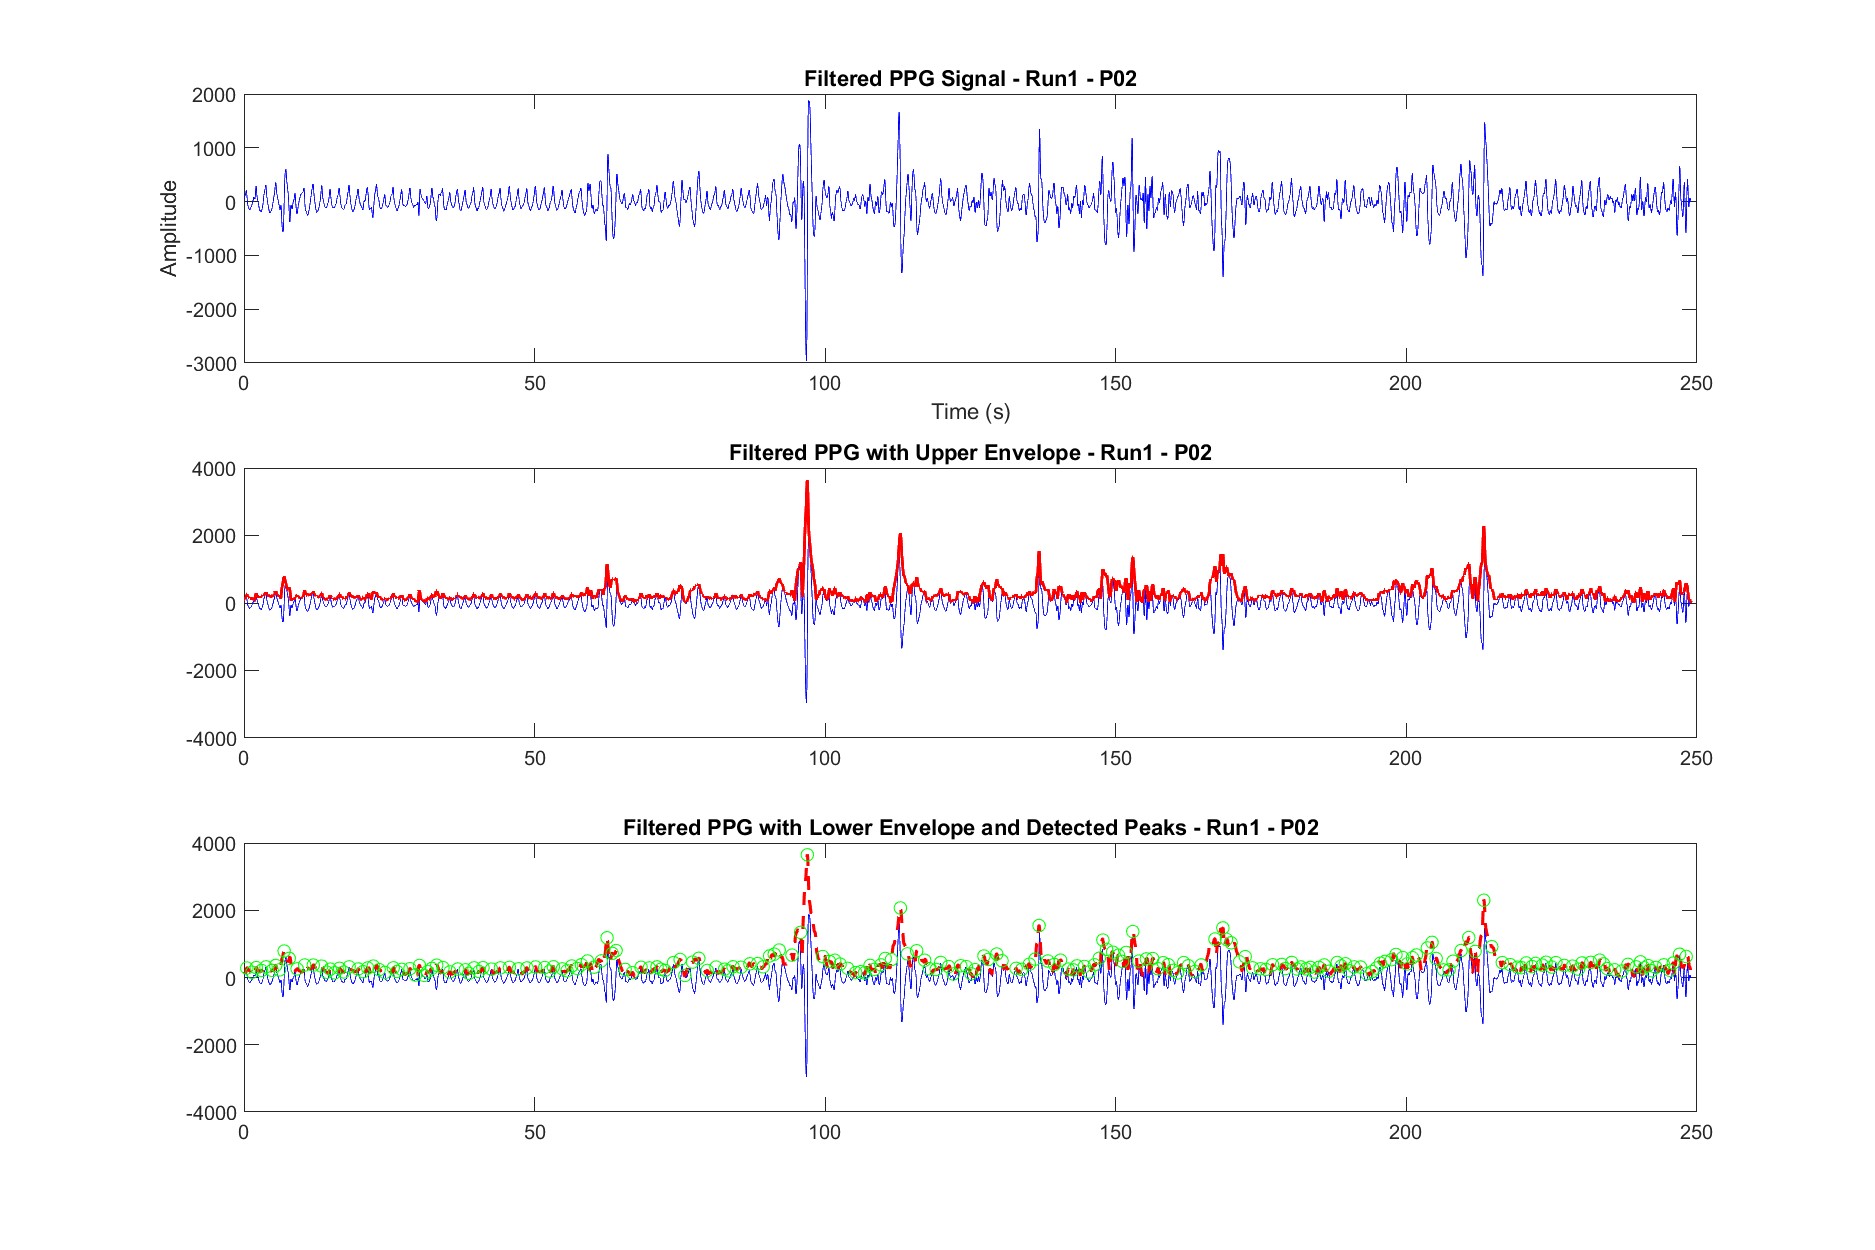 Filtered PPG Signal - Run1 - P02
2000
1000
0
-1000
-2000
-3000
Amplitude
0 50 100 150 200 250
Time (s)
Filtered PPG with Upper Envelope - Run1 - P02
4000
2000
0
-2000
-4000
0 50 100 150 200 250
Filtered PPG with Lower Envelope and Detected Peaks - Run1 - P02
4000
2000
0
-2000
-4000
0 50 100 150 200 250